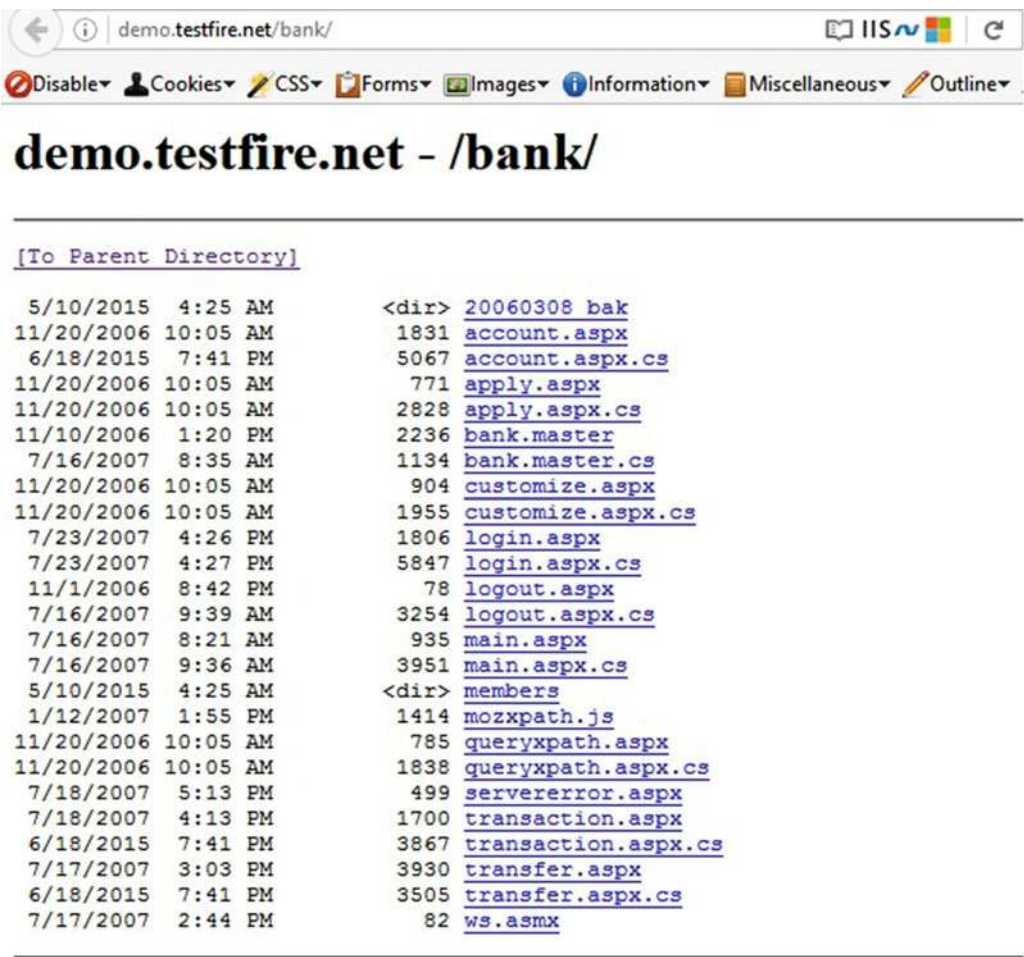 demo.testfire.net/bank/ IIS
Disable Cookies CSS Forms Images Information Miscellaneous Outline
demo.testfire.net - /bank/
[To Parent Directory]
5/10/2015 4:25 AM <dir> 20060308 bak
11/20/2006 10:05 AM 1831 account.aspx
6/18/2015 7:41 PM 5067 account.aspx.cs
11/20/2006 10:05 AM 771 apply.aspx
11/20/2006 10:05 AM 2828 apply.aspx.cs
11/10/2006 1:20 PM 2236 bank.master
7/16/2007 8:35 AM 1134 bank.master.cs
11/20/2006 10:05 AM 904 customize.aspx
11/20/2006 10:05 AM 1955 customize.aspx.cs
7/23/2007 4:26 PM 1806 login.aspx
7/23/2007 4:27 PM 5847 login.aspx.cs
11/1/2006 8:42 PM 78 logout.aspx
7/16/2007 9:39 AM 3254 logout.aspx.cs
7/16/2007 8:21 AM 935 main.aspx
7/16/2007 9:36 AM 3951 main.aspx.cs
5/10/2015 4:25 AM <dir> members
1/12/2007 1:55 PM 1414 mozxpath.js
11/20/2006 10:05 AM 785 queryxpath.aspx
11/20/2006 10:05 AM 1838 queryxpath.aspx.cs
7/18/2007 5:13 PM 499 servererror.aspx
7/18/2007 4:13 PM 1700 transaction.aspx
6/18/2015 7:41 PM 3867 transaction.aspx.cs
7/17/2007 3:03 PM 3930 transfer.aspx
6/18/2015 7:41 PM 3505 transfer.aspx.cs
7/17/2007 2:44 PM 82 ws.asmx